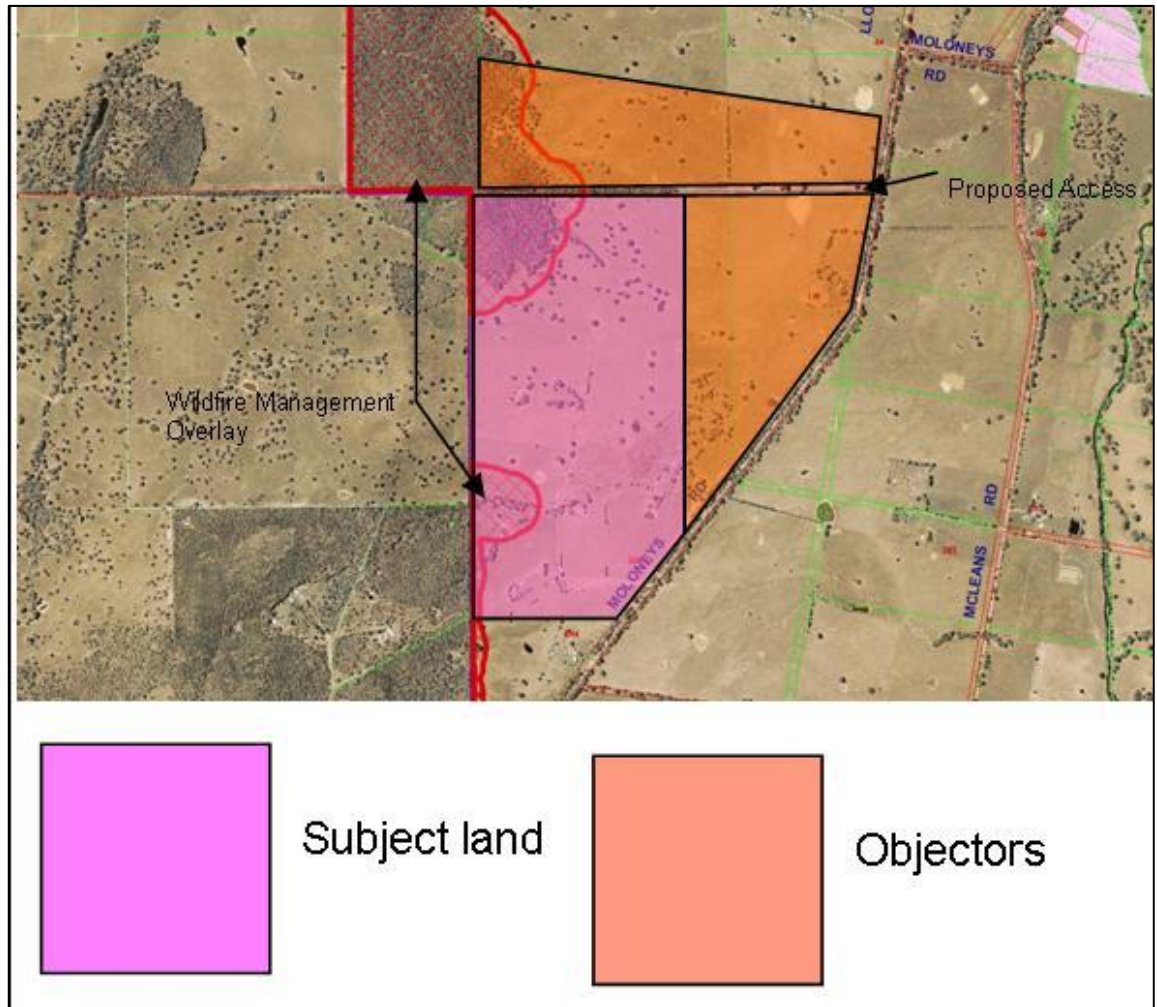 MOLONEYS
RD
Proposed Access
Wildfire Management
Overlay
RD
MOLONEYS
RD
MCLEANS
Subject land
Objectors